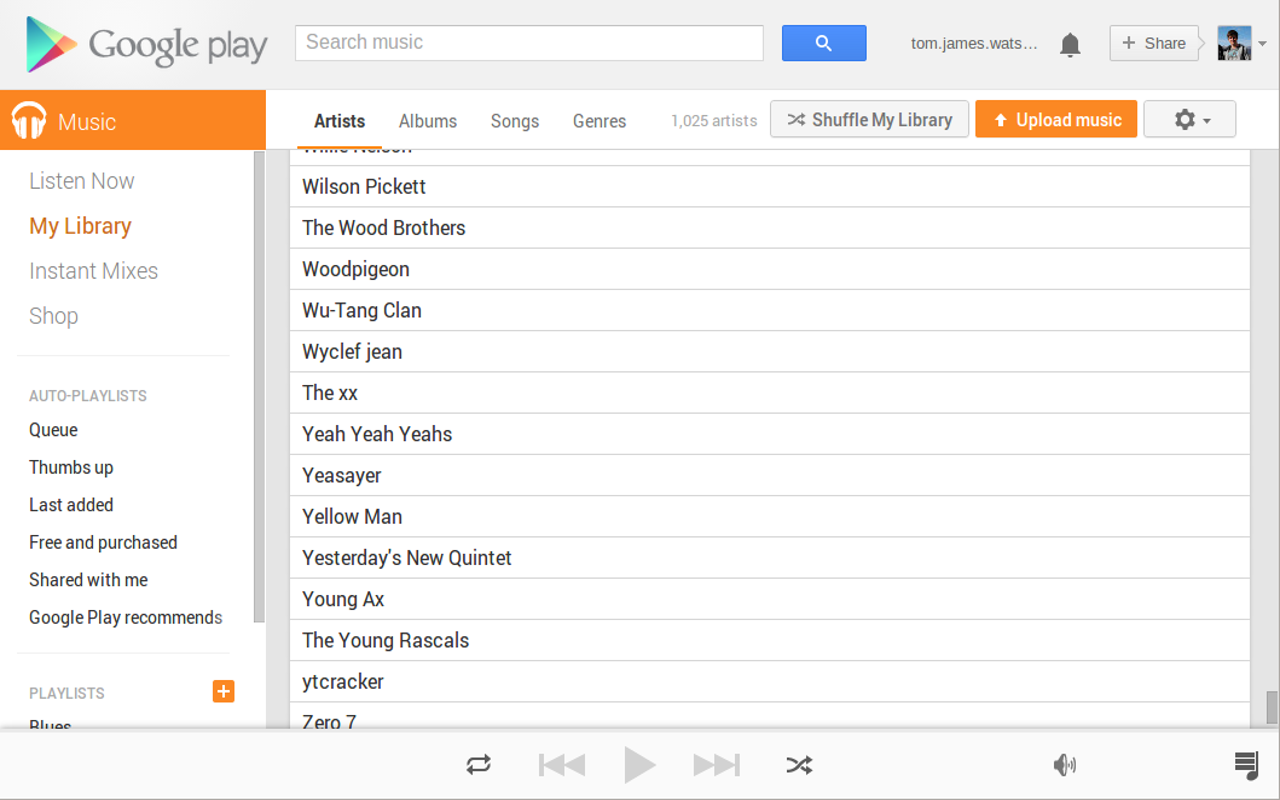 Google play
Search music
tom.james.wats...
+ Share
Music
Artists
Albums
Songs
Genres
1,025 artists
Shuffle My Library
Upload music
Listen Now
My Library
Instant Mixes
Shop
AUTO-PLAYLISTS
Queue
Thumbs up
Last added
Free and purchased
Shared with me
Google Play recommends
PLAYLISTS
Blues
Willie Nelson
Wilson Pickett
The Wood Brothers
Woodpigeon
Wu-Tang Clan
Wyclef jean
The xx
Yeah Yeah Yeahs
Yeasayer
Yellow Man
Yesterday's New Quintet
Young Ax
The Young Rascals
ytcracker
Zero 7